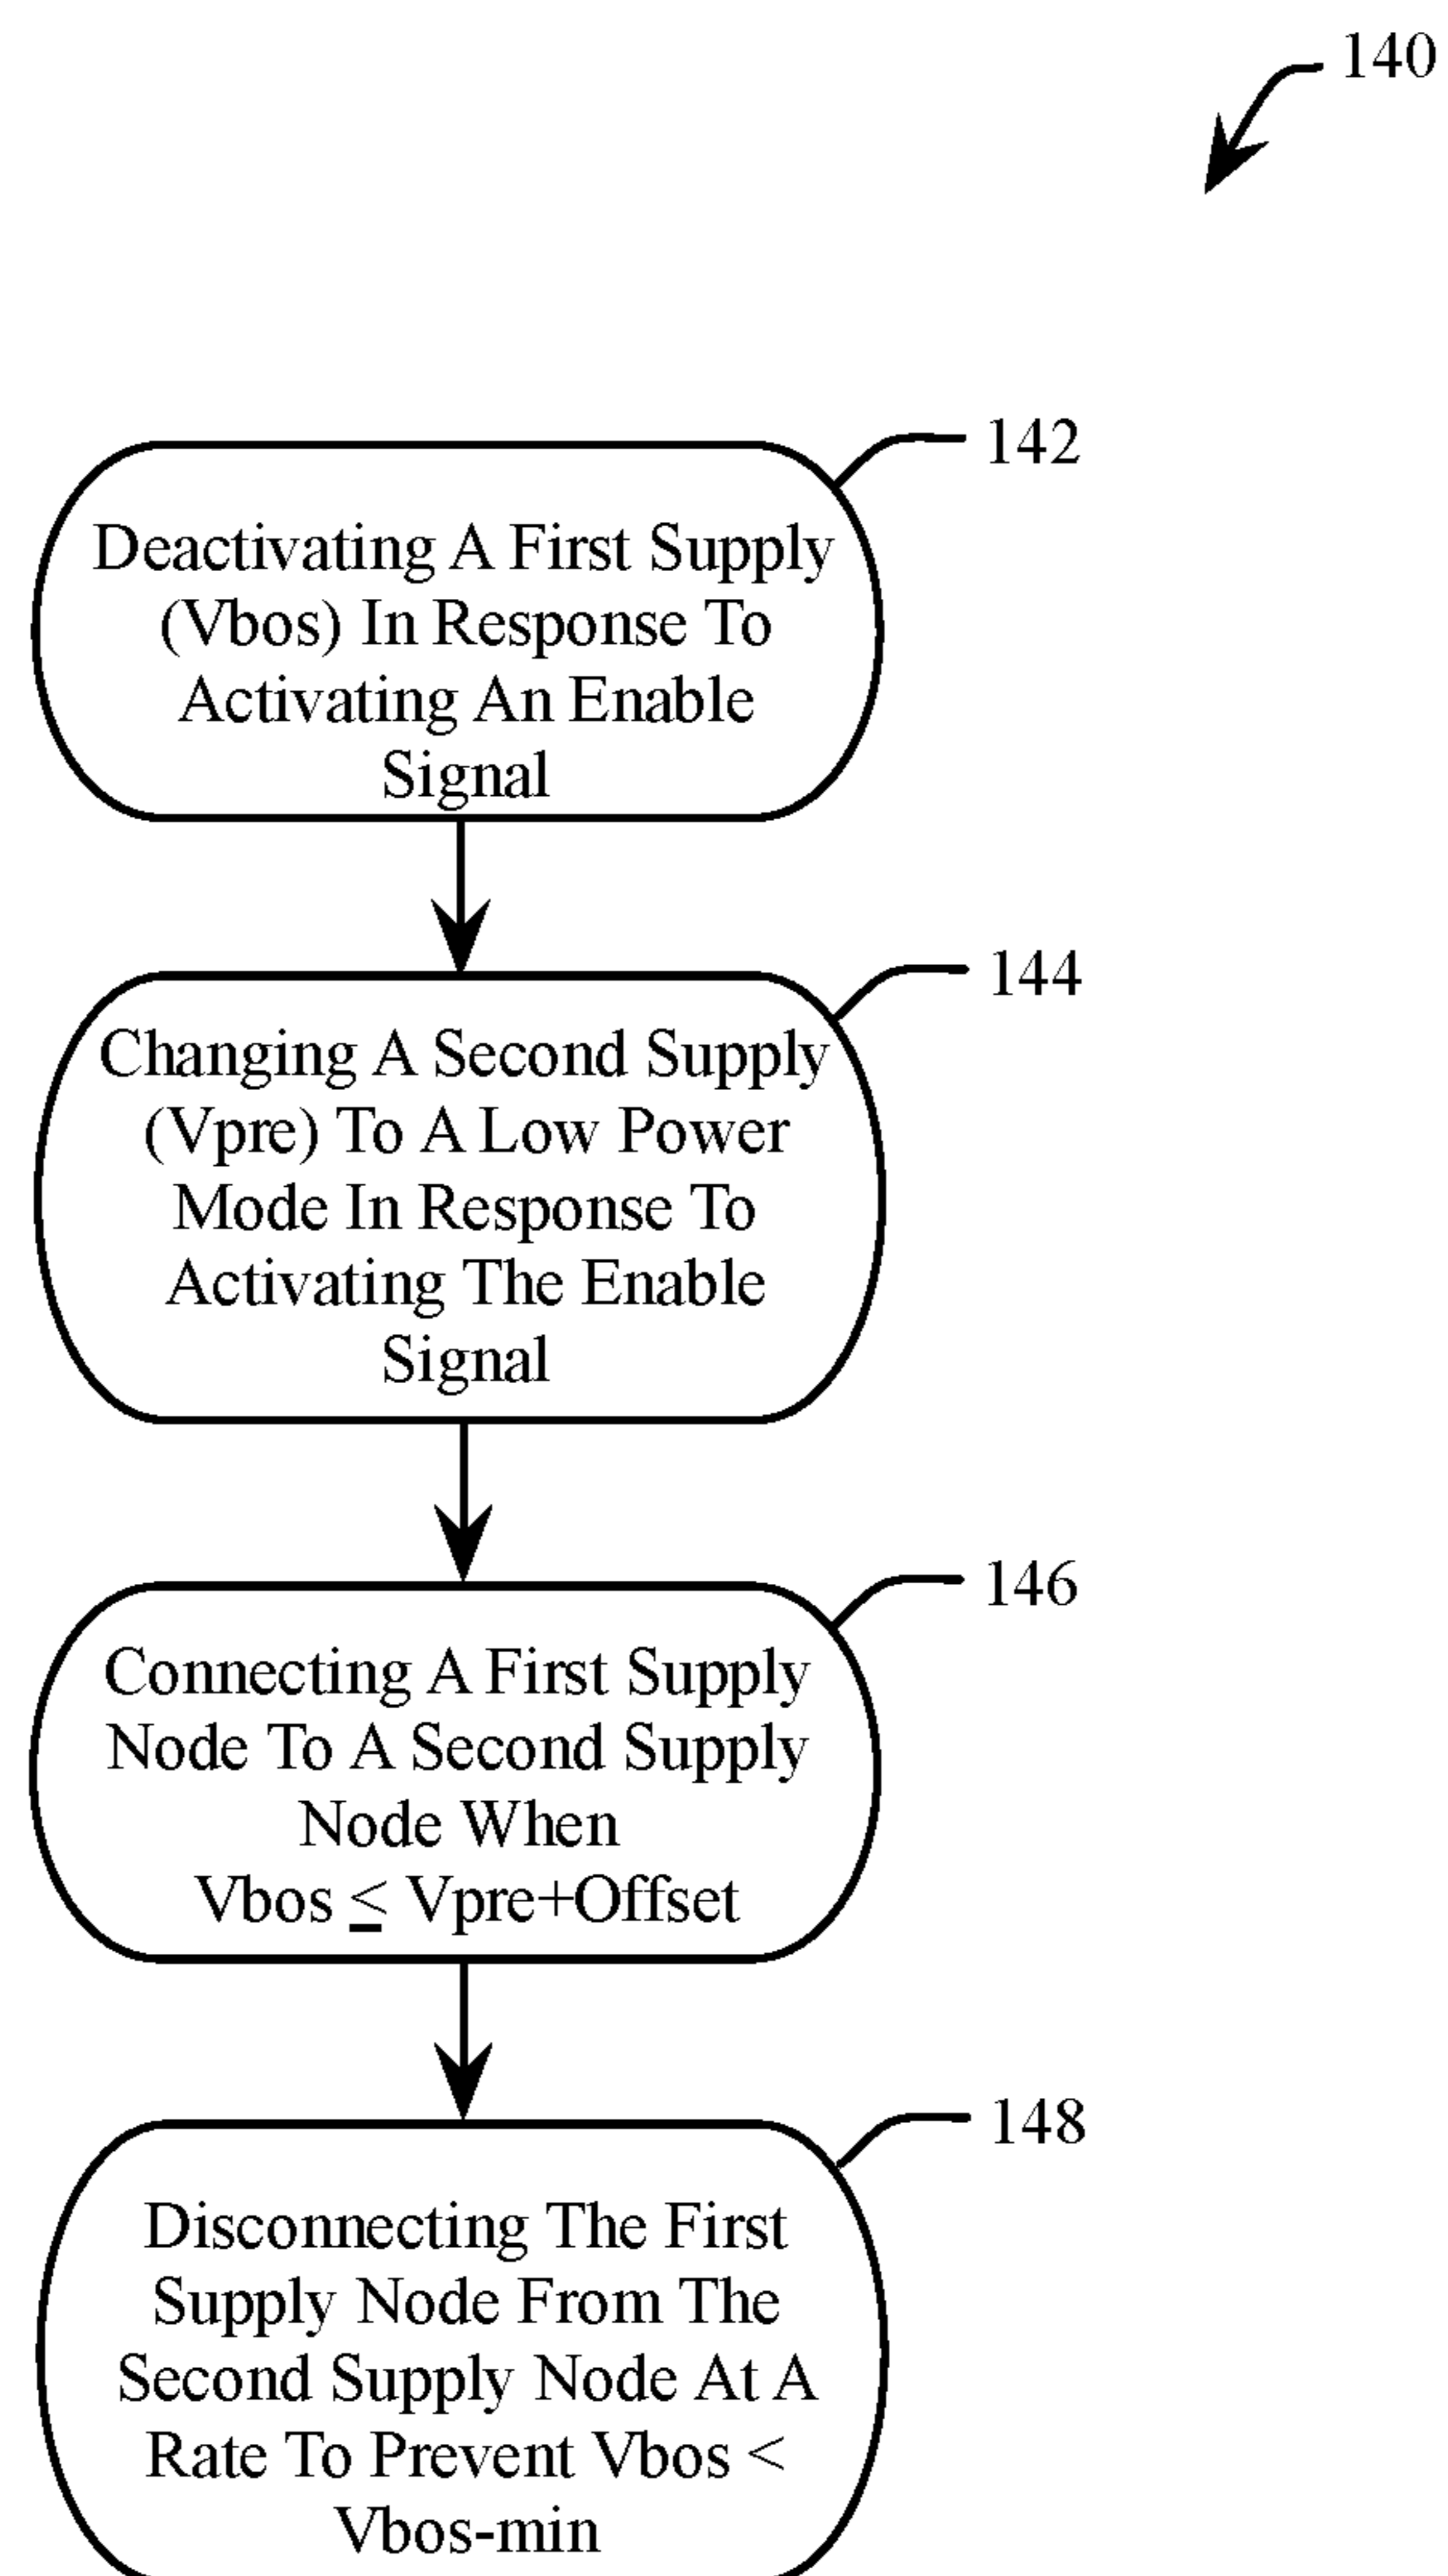 140
142
Deactivating A First Supply
(Vbos) In Response To
Activating An Enable
Signal
144
Changing A Second Supply
(Vpre) To A Low Power
Mode In Response To
Activating The Enable
Signal
146
Connecting A First Supply
Node To A Second Supply
Node When
Vbos ≤ Vpre+Offset
148
Disconnecting The First
Supply Node From The
Second Supply Node At A
Rate To Prevent Vbos <
Vbos-min